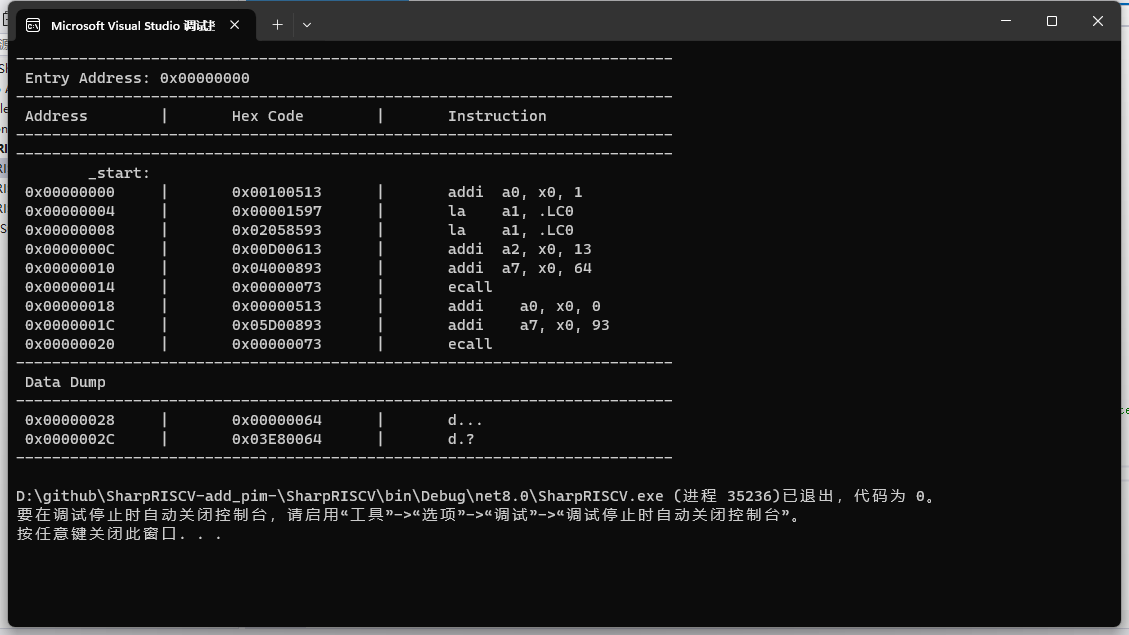 Microsoft Visual Studio 调试
Entry Address: 0x00000000
Address | Hex Code | Instruction
_start:
0x00000000 | 0x00100513 | addi a0, x0, 1
0x00000004 | 0x00001597 | la a1, .LC0
0x00000008 | 0x02058593 | la a1, .LC0
0x0000000C | 0x00D00613 | addi a2, x0, 13
0x00000010 | 0x04000893 | addi a7, x0, 64
0x00000014 | 0x00000073 | ecall
0x00000018 | 0x00000513 | addi a0, x0, 0
0x0000001C | 0x05D00893 | addi a7, x0, 93
0x00000020 | 0x00000073 | ecall
Data Dump
0x00000028 | 0x00000064 | d...
0x0000002C | 0x03E80064 | d.?
D:\github\SharpRISCV-add_pim-\SharpRISCV\bin\Debug\net8.0\SharpRISCV.exe (进程 35236)已退出，代码为 0。
要在调试停止时自动关闭控制台，请启用“工具”->“选项”->“调试”->“调试停止时自动关闭控制台”。
按任意键关闭此窗口. . .